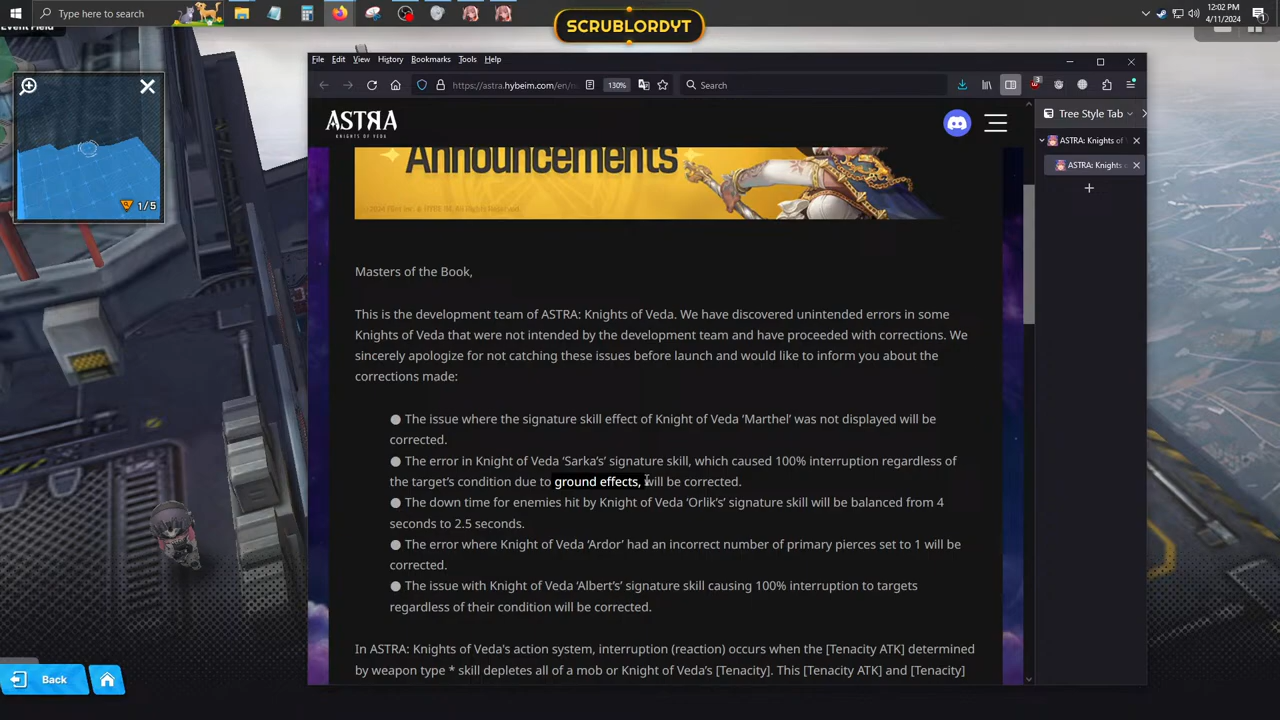 Type here to search
SCRUBLORDYT
12:02 PM
4/11/2024
Event Field
1/5
Back
File Edit View History Bookmarks Tools Help
https://astra.hybeim.com/en/n
130%
Search
3
ASTRA
KNIGHTS OF VEDA
Tree Style Tab
ASTRA: Knights of
ASTRA: Knights
Announcements
Masters of the Book,
This is the development team of ASTRA: Knights of Veda. We have discovered unintended errors in some
Knights of Veda that were not intended by the development team and have proceeded with corrections. We
sincerely apologize for not catching these issues before launch and would like to inform you about the
corrections made:
● The issue where the signature skill effect of Knight of Veda ‘Marthel’ was not displayed will be
corrected.
● The error in Knight of Veda ‘Sarka’s’ signature skill, which caused 100% interruption regardless of
the target’s condition due to ground effects, will be corrected.
● The down time for enemies hit by Knight of Veda ‘Orlik’s’ signature skill will be balanced from 4
seconds to 2.5 seconds.
● The error where Knight of Veda ‘Ardor’ had an incorrect number of primary pierces set to 1 will be
corrected.
● The issue with Knight of Veda ‘Albert’s’ signature skill causing 100% interruption to targets
regardless of their condition will be corrected.
In ASTRA: Knights of Veda's action system, interruption (reaction) occurs when the [Tenacity ATK] determined
by weapon type * skill depletes all of a mob or Knight of Veda’s [Tenacity]. This [Tenacity ATK] and [Tenacity]